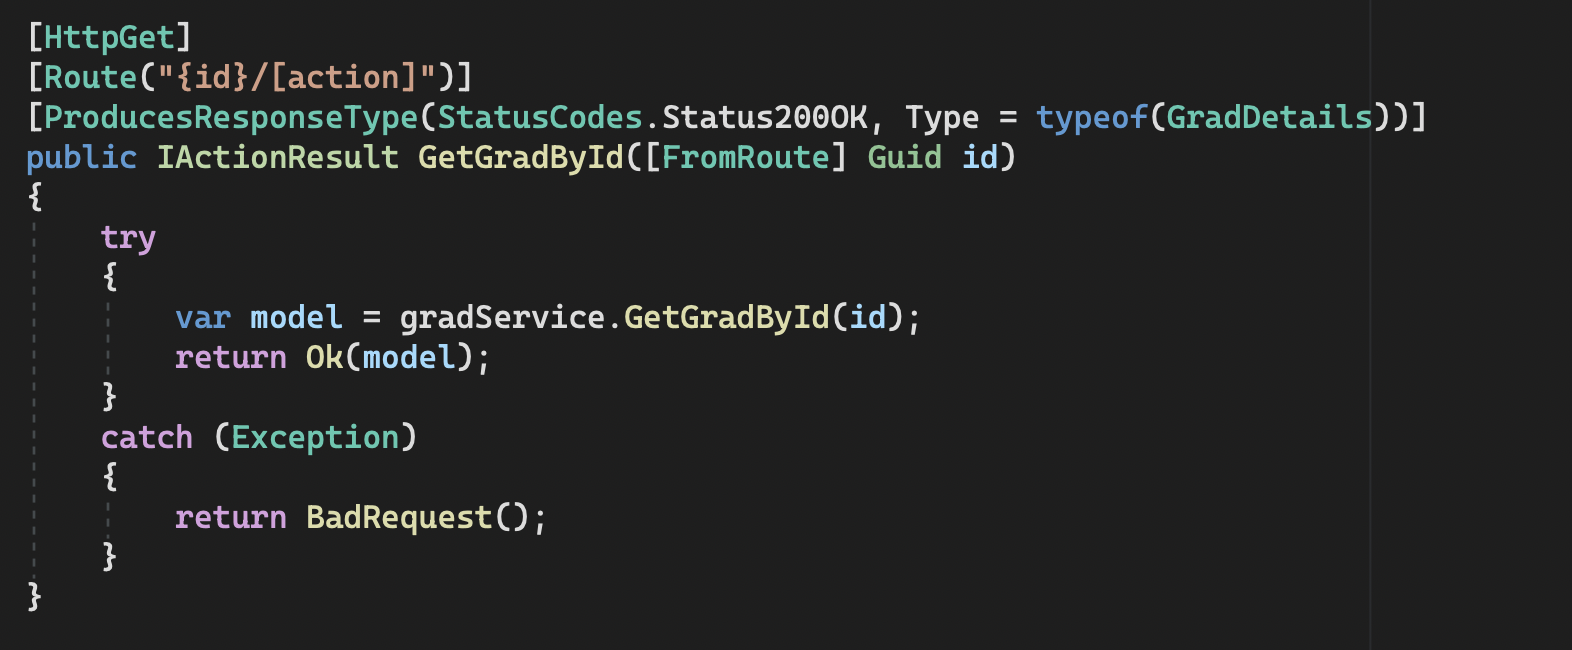 [HttpGet]
[Route("{id}/[action]")]
[ProducesResponseType(StatusCodes.Status200OK, Type = typeof(GradDetails))]
public IActionResult GetGradById([FromRoute] Guid id)
{
    try
    {
        var model = gradService.GetGradById(id);
        return Ok(model);
    }
    catch (Exception)
    {
        return BadRequest();
    }
}